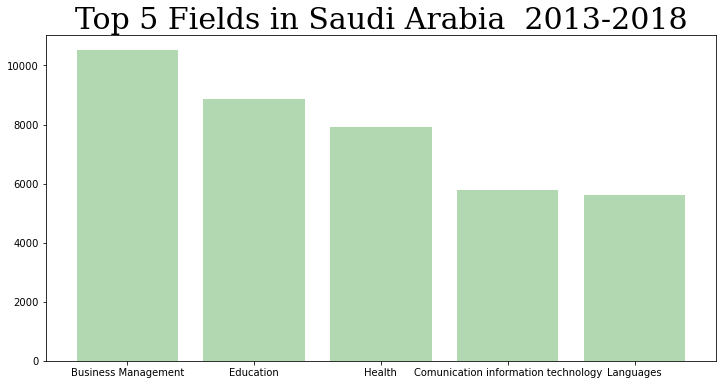 Top 5 Fields in Saudi Arabia  2013-2018
10000
8000
6000
4000
2000
0
Business Management
Education
Health
Comunication information technology
Languages